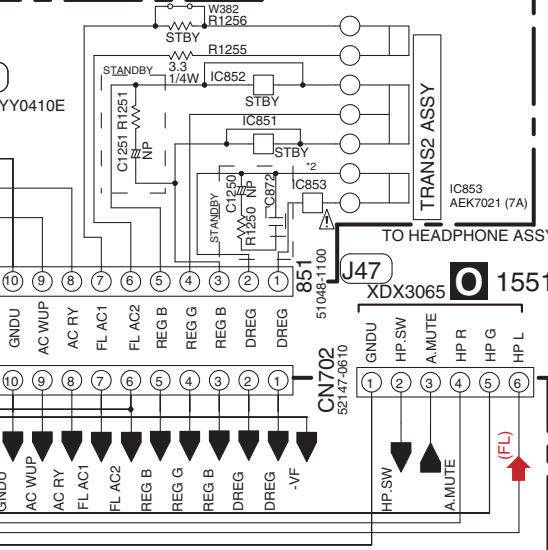 W382
R1256
STBY
R1255
3.3
1/4W
STANDBY
IC852
STBY
YY0410E
C1251 R1251
NP
IC851
STBY
*2
IC853
TRANS2 ASSY
IC853
AEK7021 (7A)
STANDBY
C1250
NP
R1250
C872
TO HEADPHONE ASSY
851
51048-1100
J47
XDX3065
O 1551
10 9 8 7 6 5 4 3 2 1
GNDU
AC WUP
AC RY
FL AC1
FL AC2
REG B
REG G
REG B
DREG
DREG
GNDU
HP.SW
A.MUTE
HP R
HP G
HP L
CN702
52147-0610
10 9 8 7 6 5 4 3 2 1
1 2 3 4 5 6
GNDU
AC WUP
AC RY
FL AC1
FL AC2
REG B
REG G
REG B
DREG
DREG
-VF
HP.SW
A.MUTE
(FL)